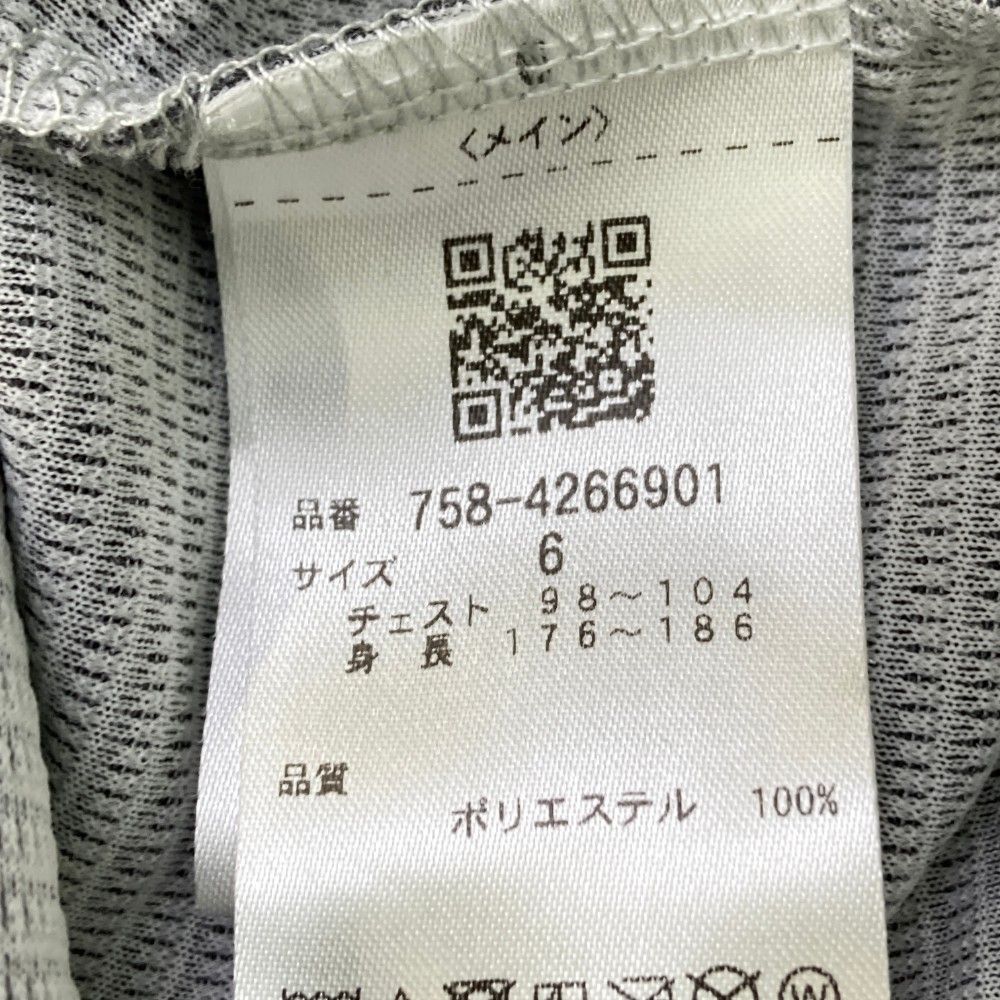 〈メイン〉
品番 758-4266901
サイズ 6
チェスト 98～104
身長 176～186
品質
ポリエステル 100%
W